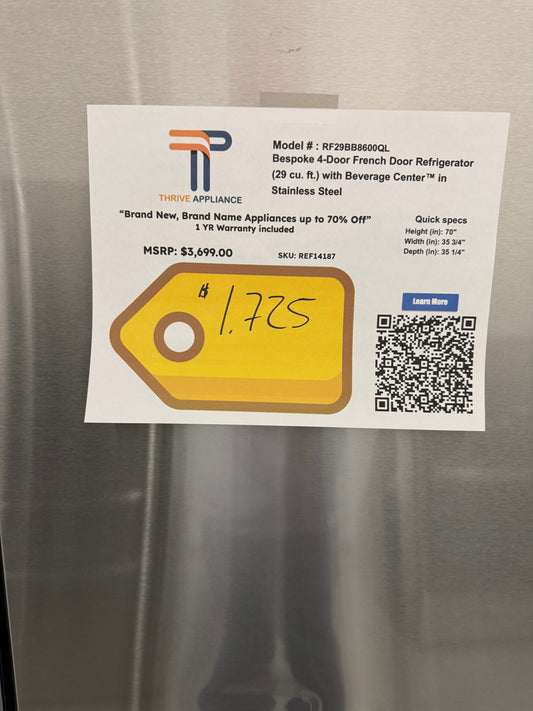 TP
THRIVE APPLIANCE
Model # : RF29BB8600QL
Bespoke 4-Door French Door Refrigerator
(29 cu. ft.) with Beverage Center™ in
Stainless Steel
“Brand New, Brand Name Appliances up to 70% Off”
1 YR Warranty included
MSRP: $3,699.00
SKU: REF14187
Quick specs
Height (in): 70"
Width (in): 35 3/4"
Depth (in): 35 1/4"
$1.725
Learn More